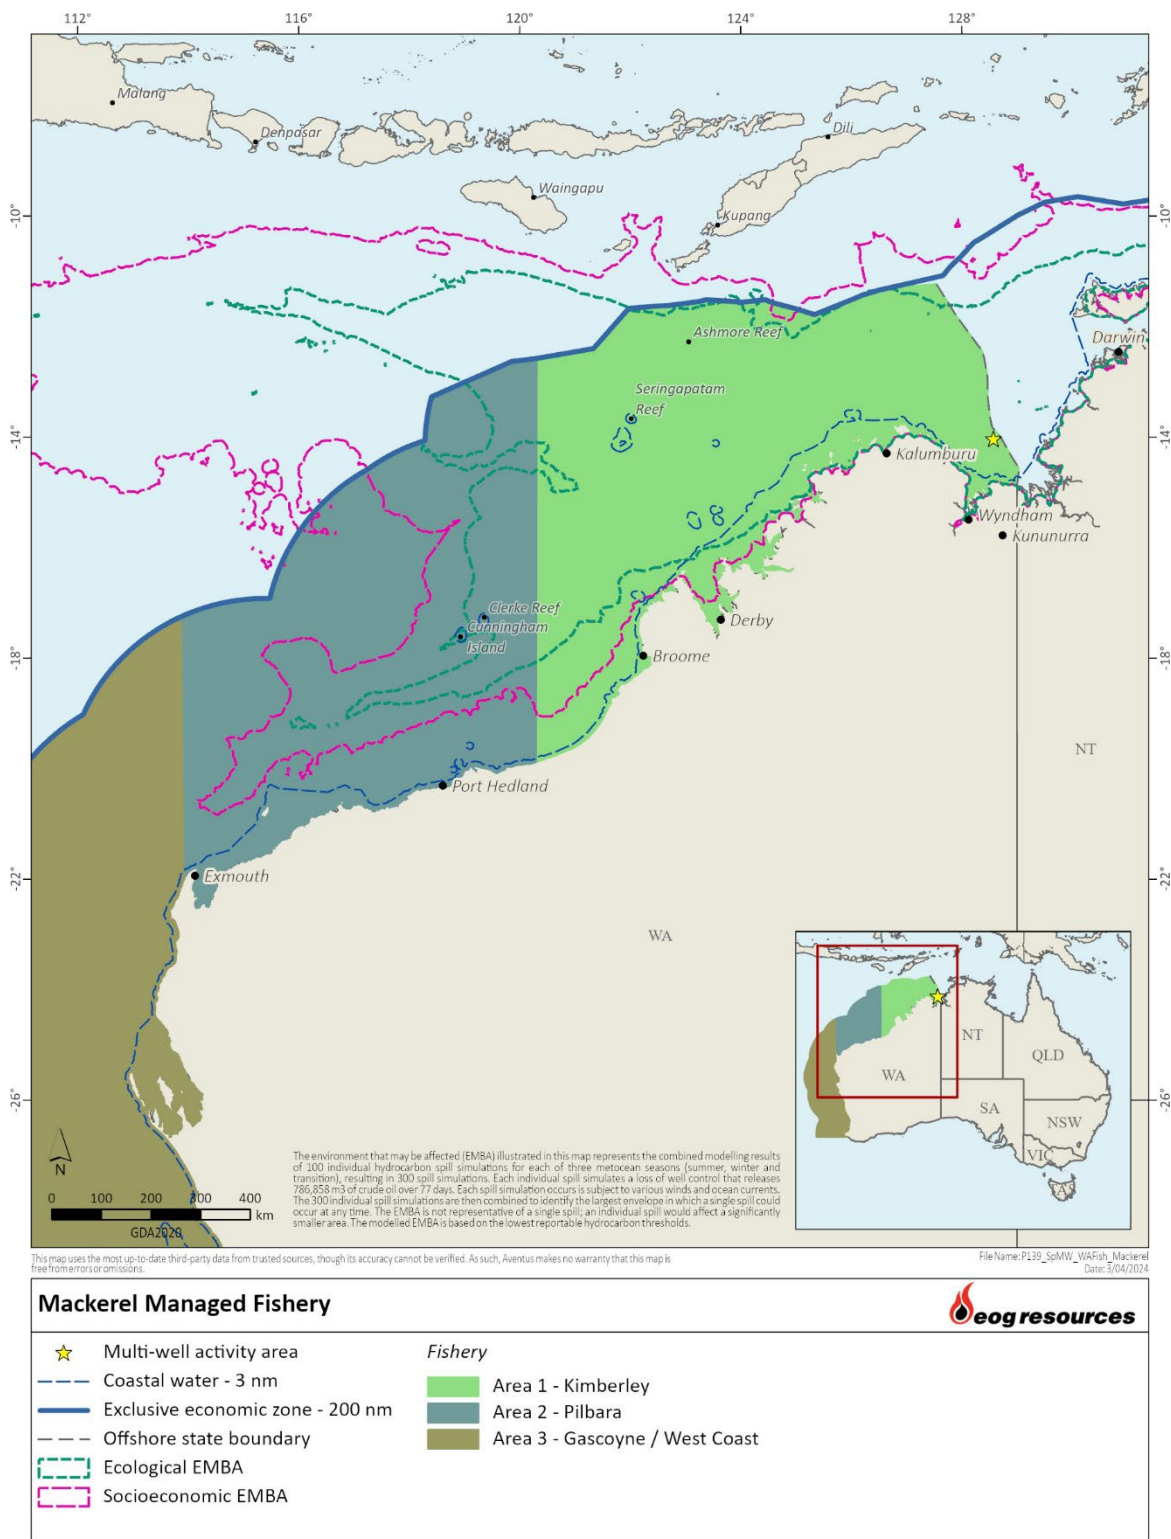 112°
116°
120°
124°
128°
Malang
Denpasar
Dili
Waingapu
Kupang
-10°
-10°
Ashmore Reef
Darwin
Seringapatam
Reef
-14°
-14°
Kalumburu
Wyndham
Kununurra
Clerke Reef
Cunningham
Island
Derby
-18°
-18°
Broome
NT
Port Hedland
-22°
-22°
Exmouth
WA
NT
QLD
WA
SA
NSW
VIC
TAS
-26°
-26°
N
0 100 200 300 400
km
GDA2020
The environment that may be affected (EMBA) illustrated in this map represents the combined modelling results
of 100 individual hydrocarbon spill simulations for each of three metocean seasons (summer, winter and
transition), resulting in 300 spill simulations. Each individual spill simulates a loss of well control that releases
786,858 m3 of crude oil over 77 days. Each spill simulation occurs is subject to various winds and ocean currents.
The 300 individual spill simulations are then combined to identify the largest envelope in which a single spill could
occur at any time. The EMBA is not representative of a single spill; an individual spill would affect a significantly
smaller area. The modelled EMBA is based on the lowest reportable hydrocarbon thresholds.
This map uses the most up-to-date third-party data from trusted sources, though its accuracy cannot be verified. As such, Aventus makes no warranty that this map is
free from errors or omissions.
File Name: P139_SpMW_WAFish_Mackerel
Date: 3/04/2024
Mackerel Managed Fishery
eog resources
Multi-well activity area
Coastal water - 3 nm
Exclusive economic zone - 200 nm
Offshore state boundary
Ecological EMBA
Socioeconomic EMBA
Fishery
Area 1 - Kimberley
Area 2 - Pilbara
Area 3 - Gascoyne / West Coast